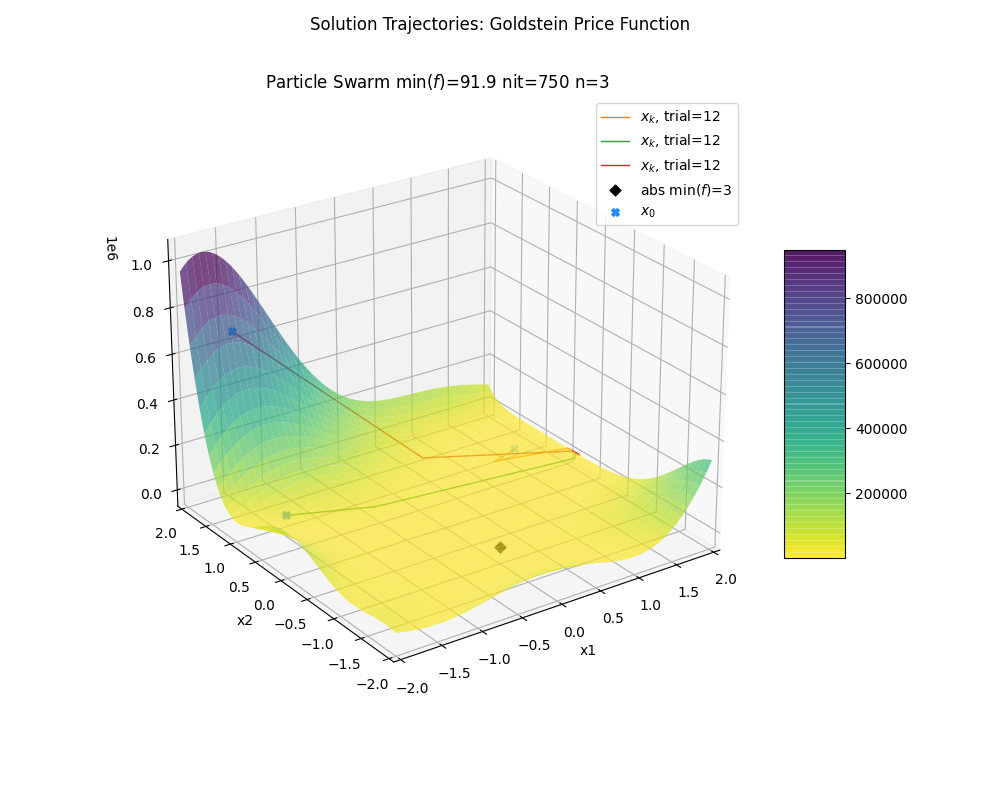 Solution Trajectories: Goldstein Price Function
Particle Swarm min(f)=91.9 nit=750 n=3
x_k, trial=12
x_k, trial=12
x_k, trial=12
abs min(f)=3
x_0
1e6
1.0
0.8
0.6
0.4
0.2
0.0
2.0
1.5
1.0
0.5
0.0
−0.5
−1.0
−1.5
−2.0
x2
−2.0
−1.5
−1.0
−0.5
0.0
0.5
1.0
1.5
2.0
x1
800000
600000
400000
200000